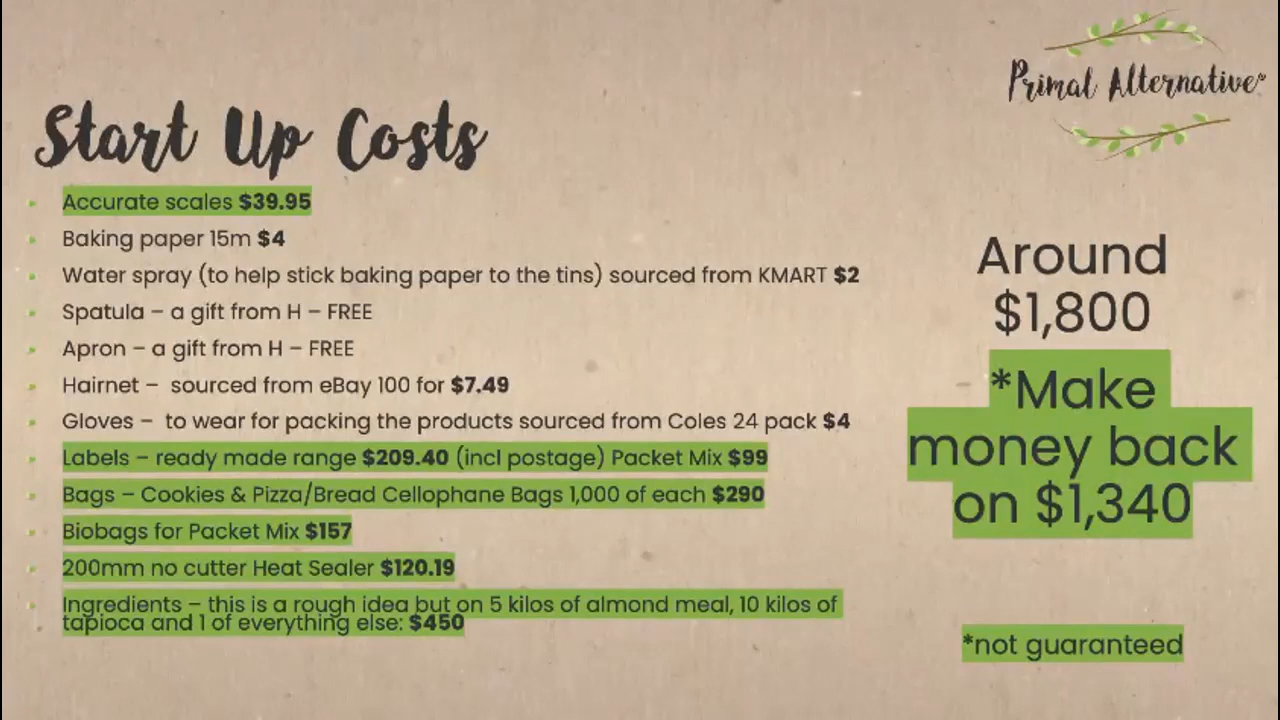 Primal Alternative®
Start Up Costs
Accurate scales $39.95
Baking paper 15m $4
Water spray (to help stick baking paper to the tins) sourced from KMART $2
Spatula – a gift from H – FREE
Apron – a gift from H – FREE
Hairnet –  sourced from eBay 100 for $7.49
Gloves –  to wear for packing the products sourced from Coles 24 pack $4
Labels – ready made range $209.40 (incl postage) Packet Mix $99
Bags – Cookies & Pizza/Bread Cellophane Bags 1,000 of each $290
Biobags for Packet Mix $157
200mm no cutter Heat Sealer $120.19
Ingredients – this is a rough idea but on 5 kilos of almond meal, 10 kilos of
tapioca and 1 of everything else: $450
Around
$1,800
*Make
money back
on $1,340
*not guaranteed